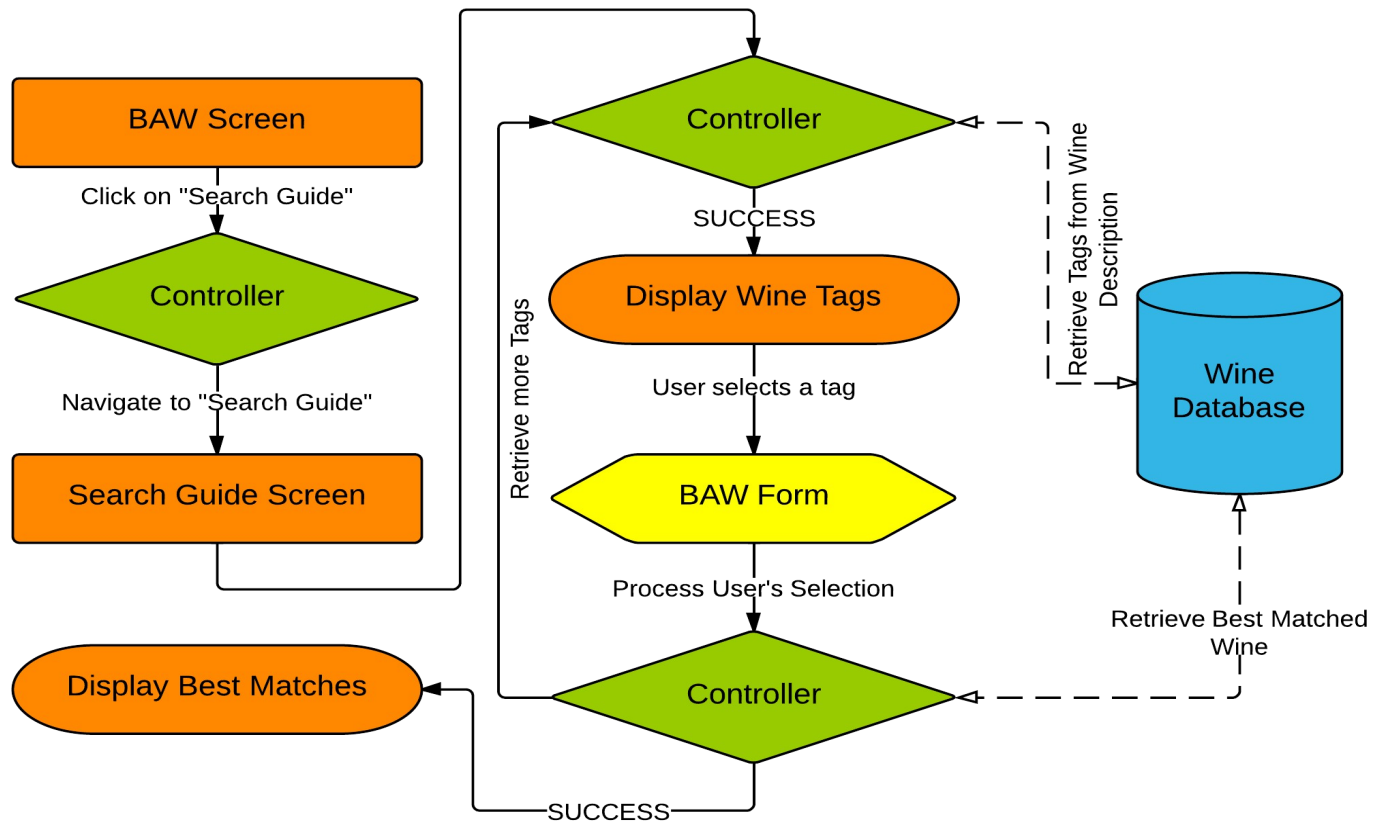 BAW Screen
Click on "Search Guide"
Controller
Navigate to "Search Guide"
Search Guide Screen
Controller
SUCCESS
Display Wine Tags
User selects a tag
BAW Form
Process User's Selection
Controller
SUCCESS
Display Best Matches
Retrieve more Tags
Retrieve Tags from Wine
Description
Wine
Database
Retrieve Best Matched
Wine